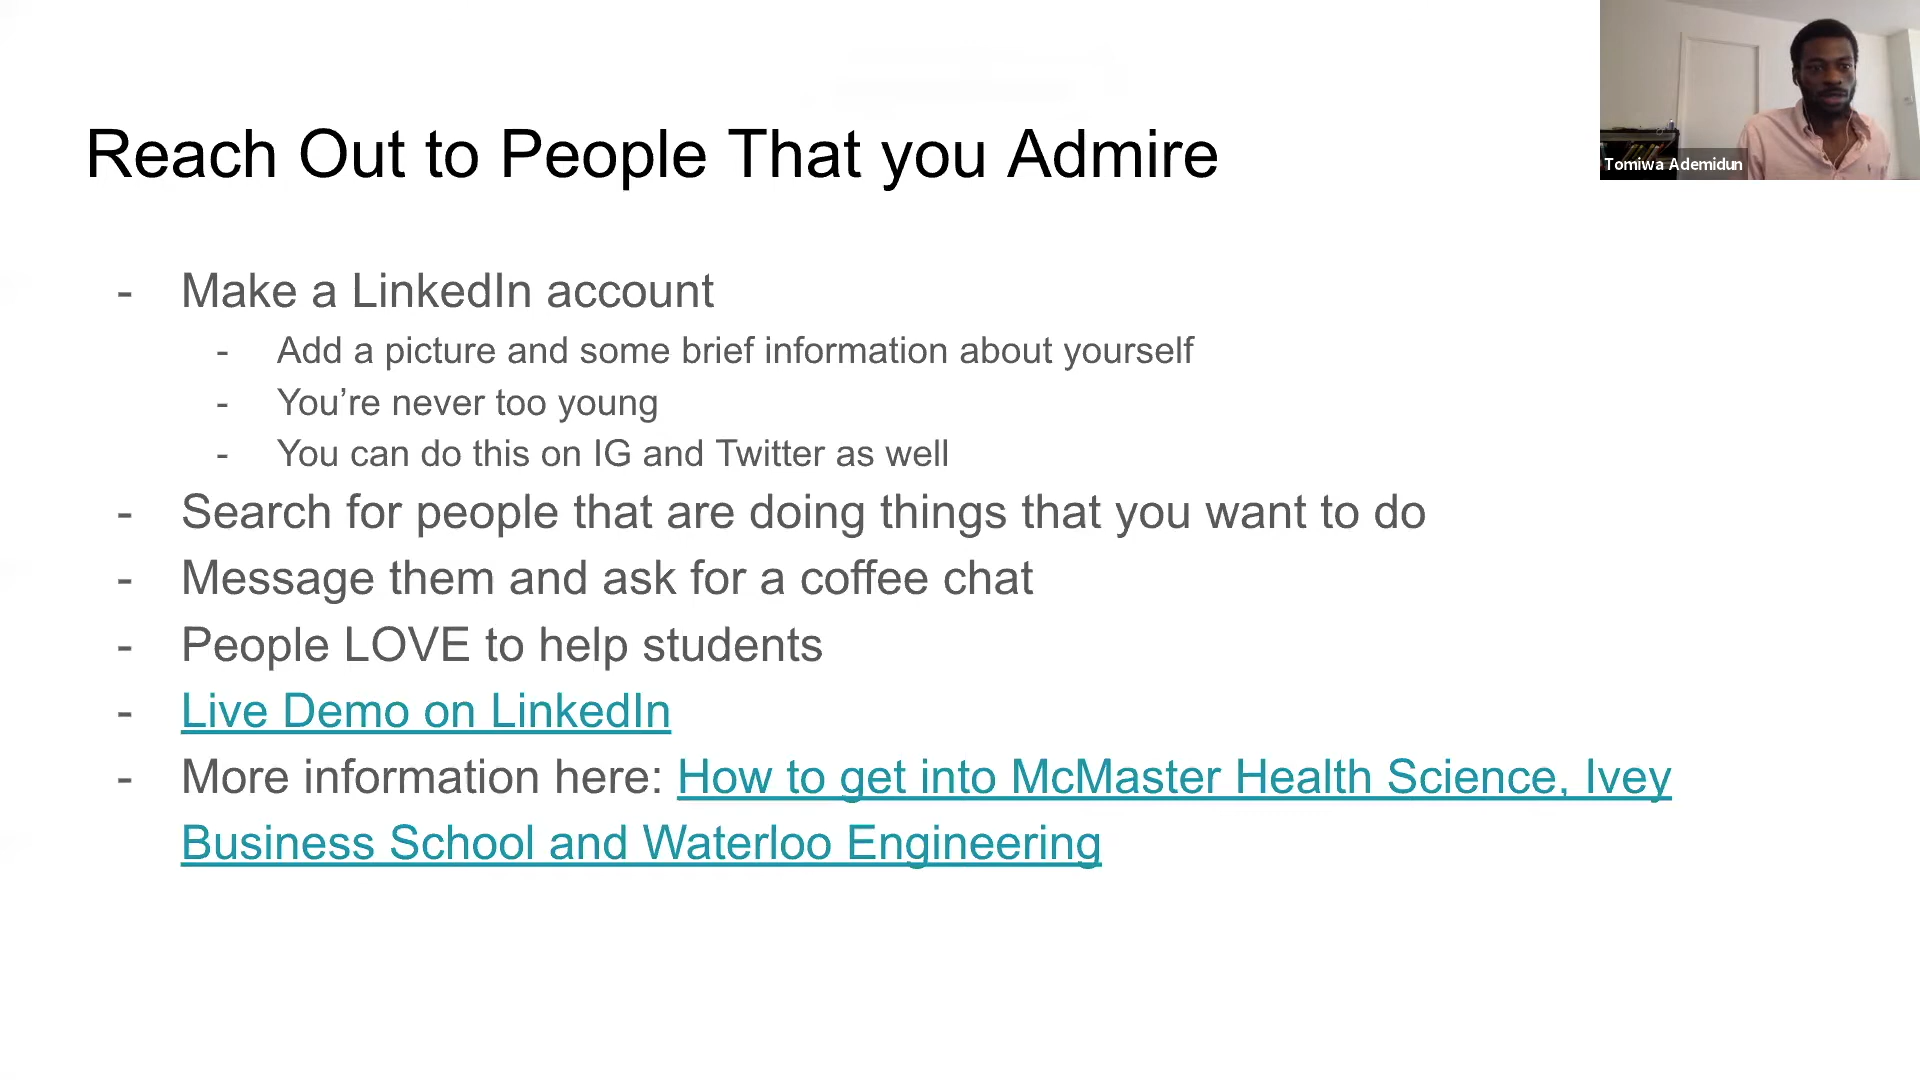 Reach Out to People That you Admire
Tomiwa Ademidun
- Make a LinkedIn account
- Add a picture and some brief information about yourself
- You’re never too young
- You can do this on IG and Twitter as well
- Search for people that are doing things that you want to do
- Message them and ask for a coffee chat
- People LOVE to help students
- Live Demo on LinkedIn
- More information here: How to get into McMaster Health Science, Ivey
Business School and Waterloo Engineering